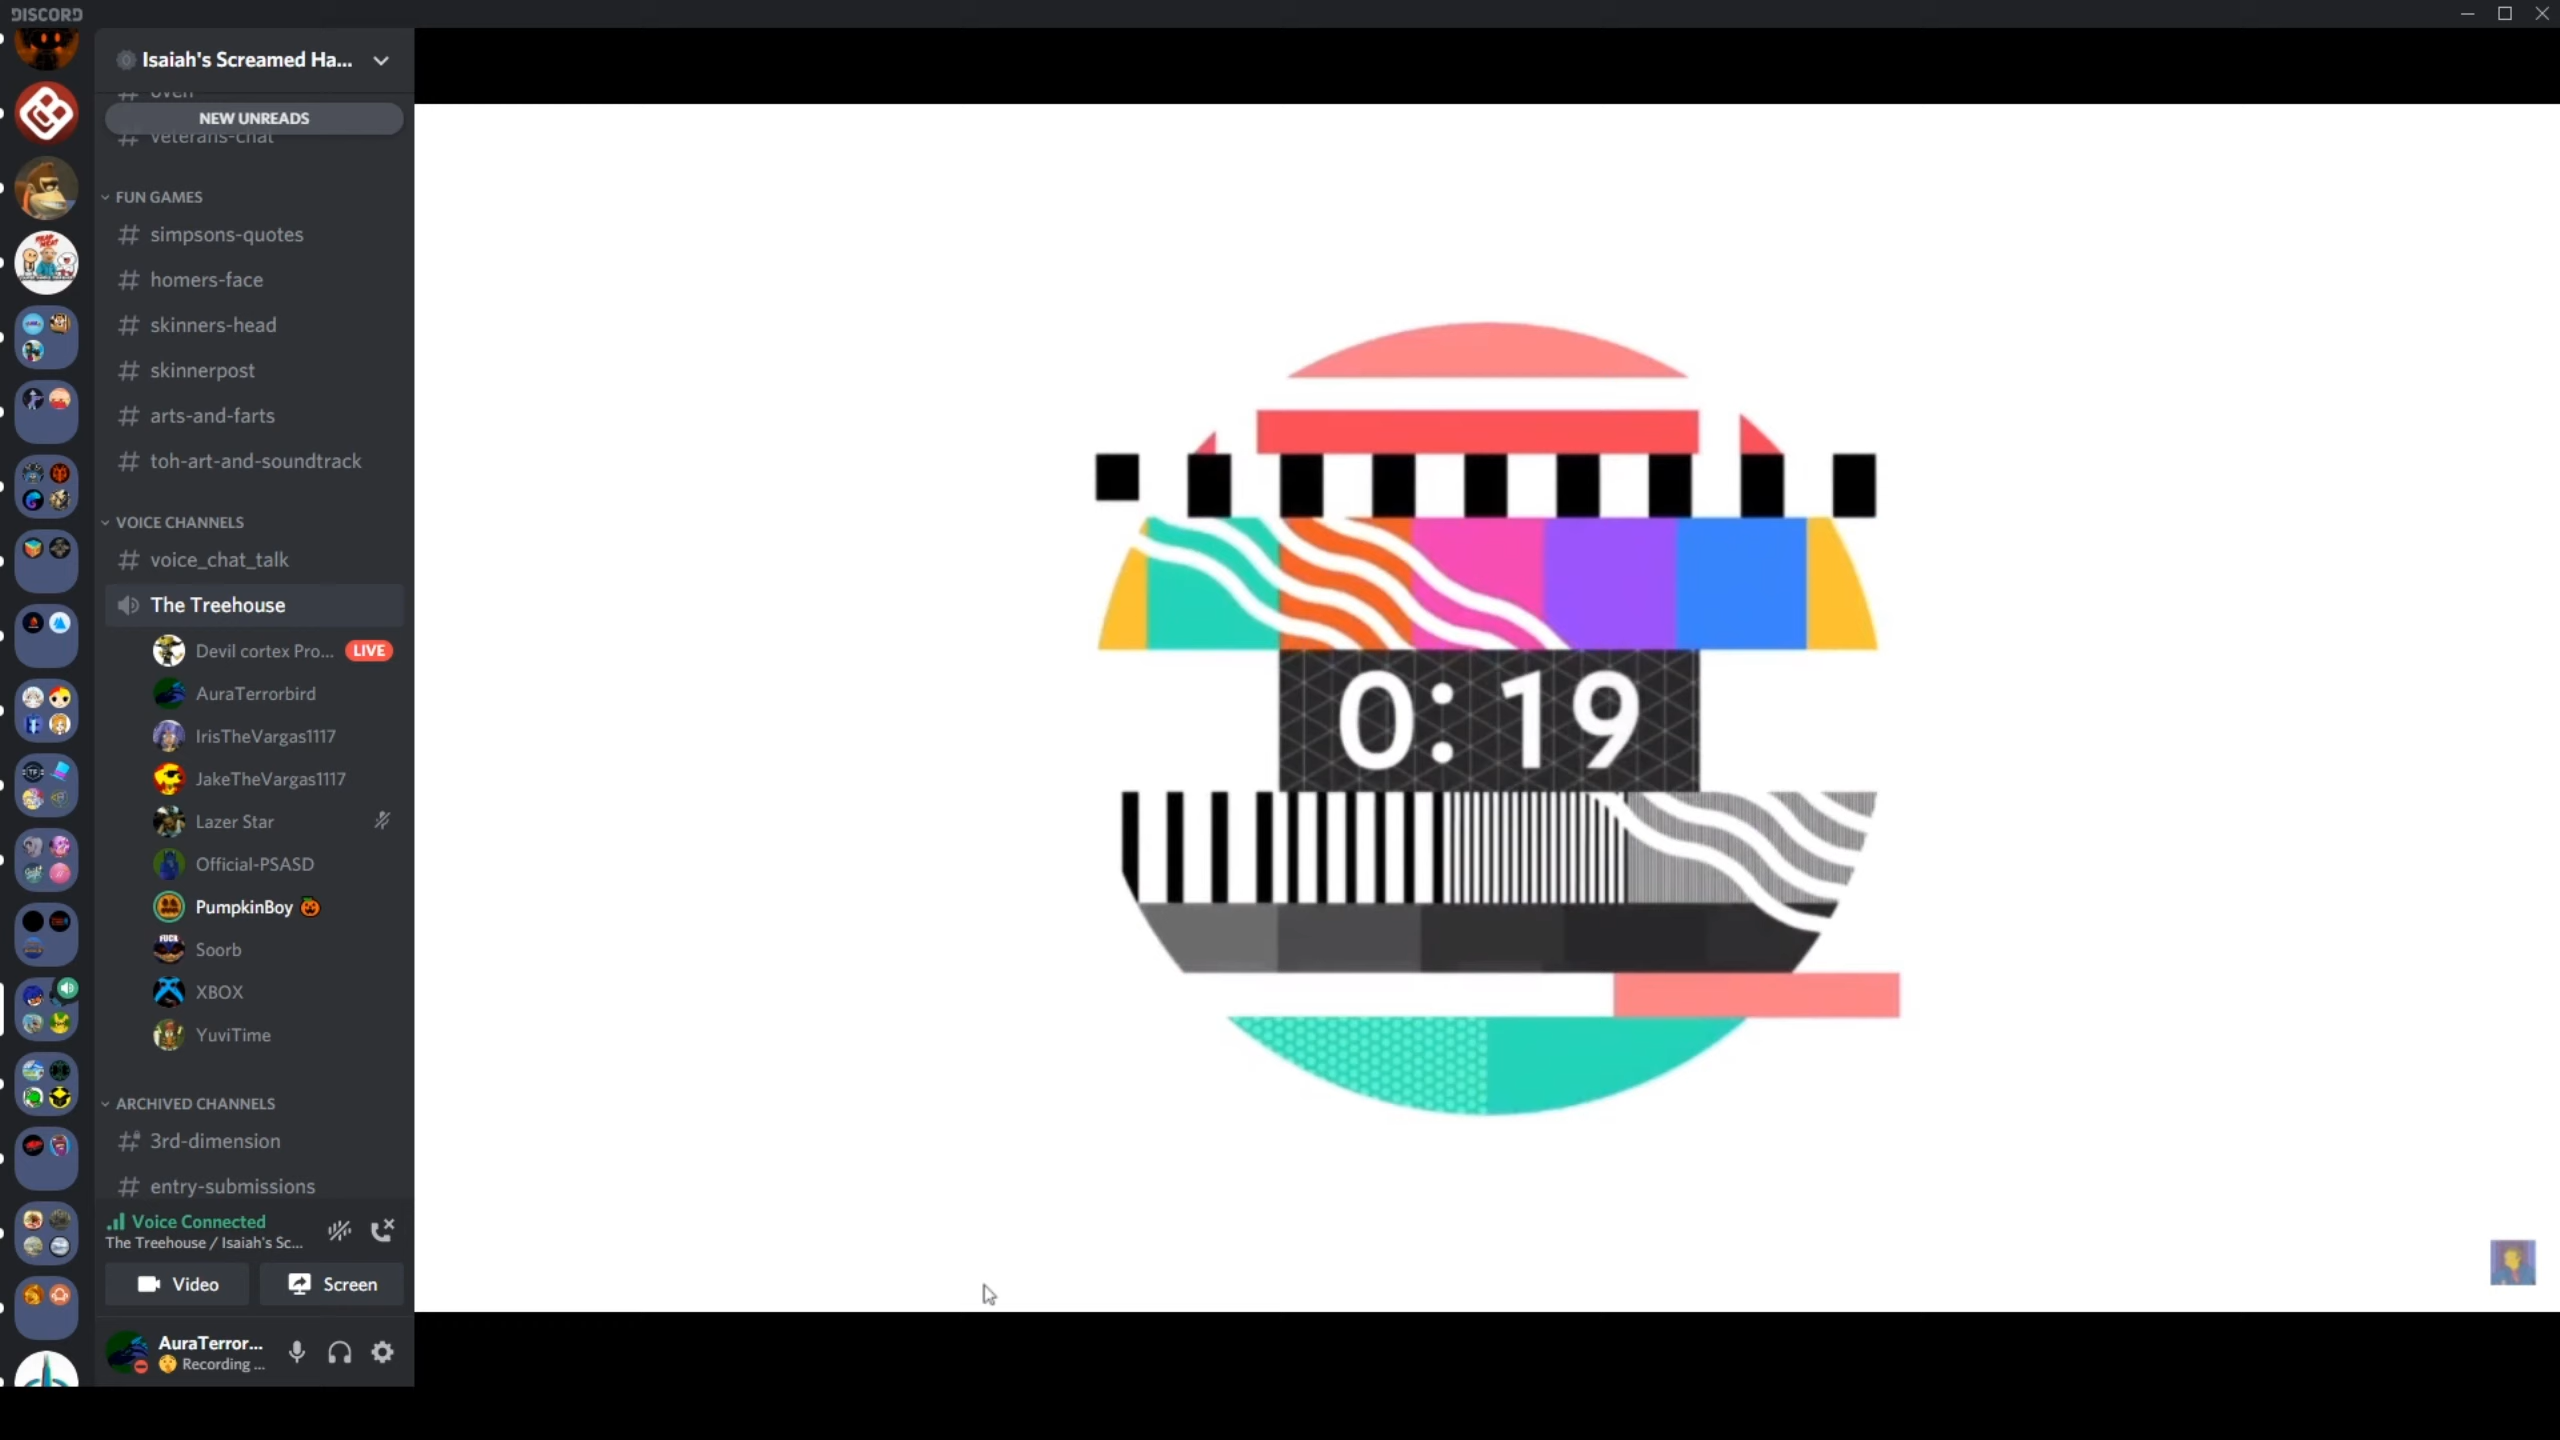 DISCORD
Isaiah's Screamed Ha...
oven
NEW UNREADS
veterans-chat
FUN GAMES
simpsons-quotes
homers-face
skinners-head
skinnerpost
arts-and-farts
toh-art-and-soundtrack
VOICE CHANNELS
voice_chat_talk
The Treehouse
Devil cortex Pro... LIVE
AuraTerrorbird
IrisTheVargas1117
JakeTheVargas1117
Lazer Star
Official-PSASD
PumpkinBoy 🎃
Soorb
XBOX
YuviTime
ARCHIVED CHANNELS
3rd-dimension
entry-submissions
Voice Connected
The Treehouse / Isaiah's Sc...
Video
Screen
AuraTerror...
Recording ...
0:19